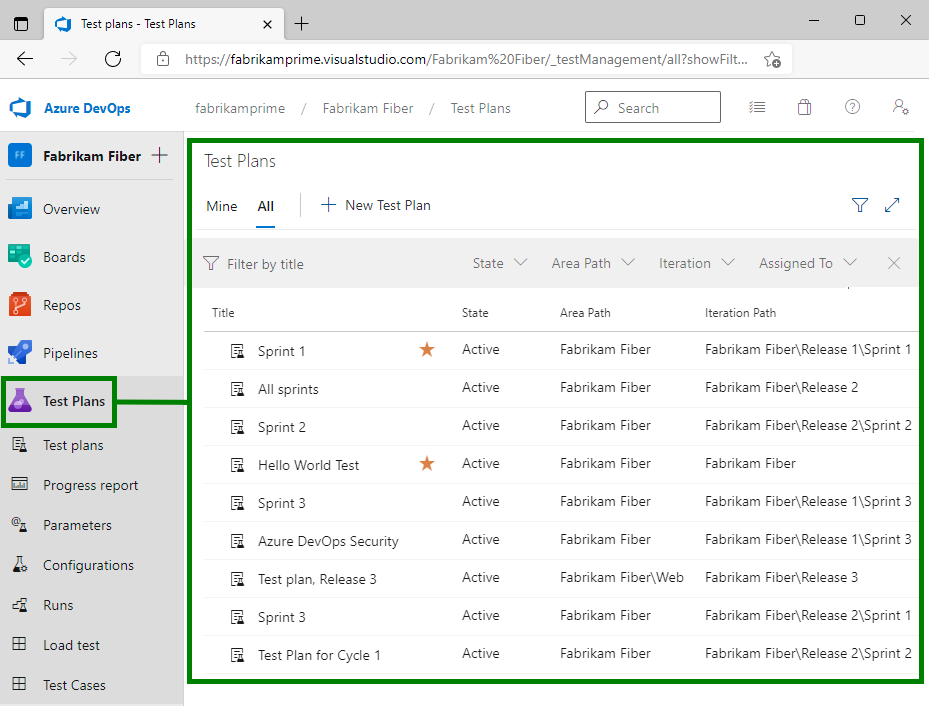 Test plans - Test Plans
https://fabrikamprime.visualstudio.com/Fabrikam%20Fiber/_testManagement/all?showFilt...
Azure DevOps
fabrikamprime / Fabrikam Fiber / Test Plans
Search
FF Fabrikam Fiber
Overview
Boards
Repos
Pipelines
Test Plans
Test plans
Progress report
Parameters
Configurations
Runs
Load test
Test Cases
Test Plans
Mine All New Test Plan
Filter by title State Area Path Iteration Assigned To
Title State Area Path Iteration Path
Sprint 1 Active Fabrikam Fiber Fabrikam Fiber\Release 1\Sprint 1
All sprints Active Fabrikam Fiber Fabrikam Fiber\Release 2
Sprint 2 Active Fabrikam Fiber Fabrikam Fiber\Release 2\Sprint 2
Hello World Test Active Fabrikam Fiber Fabrikam Fiber
Sprint 3 Active Fabrikam Fiber Fabrikam Fiber\Release 1\Sprint 3
Azure DevOps Security Active Fabrikam Fiber Fabrikam Fiber\Release 1\Sprint 3
Test plan, Release 3 Active Fabrikam Fiber\Web Fabrikam Fiber\Release 3
Sprint 3 Active Fabrikam Fiber Fabrikam Fiber\Release 2\Sprint 1
Test Plan for Cycle 1 Active Fabrikam Fiber Fabrikam Fiber\Release 2\Sprint 2